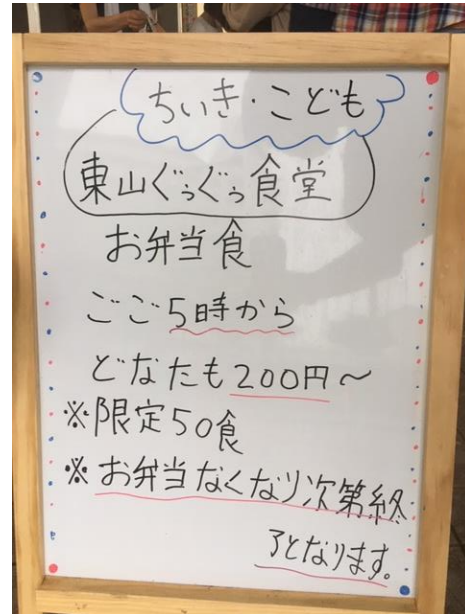 ちいき・こども
東山ぐぅぐぅ食堂
お弁当食
ごご5時から
どなたも200円～
※限定50食
※お弁当なくなり次第終
了となります。